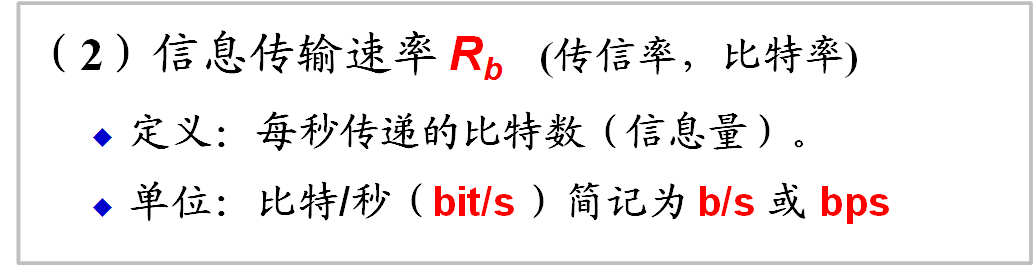 （2）信息传输速率 Rb (传信率，比特率)
定义：每秒传递的比特数（信息量）。
单位：比特/秒（bit/s）简记为 b/s 或 bps